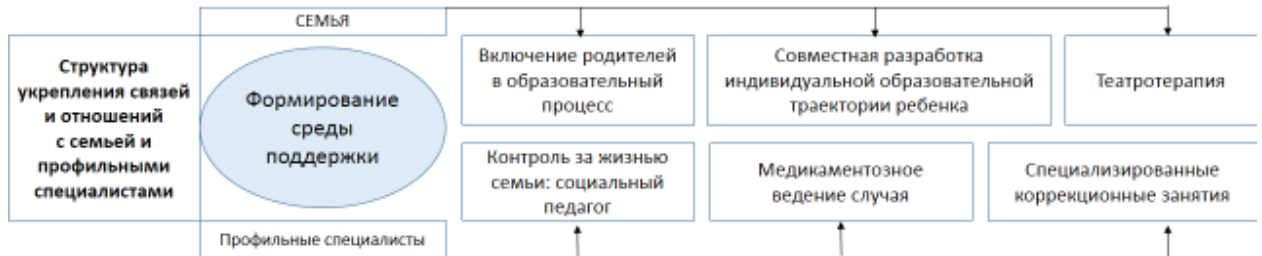 СЕМЬЯ
Структура
укрепления связей
и отношений
с семьей и
профильными
специалистами
Формирование
среды
поддержки
Включение родителей
в образовательный
процесс
Совместная разработка
индивидуальной образовательной
траектории ребенка
Театротерапия
Контроль за жизнью
семьи: социальный
педагог
Медикаментозное
ведение случая
Специализированные
коррекционные занятия
Профильные специалисты